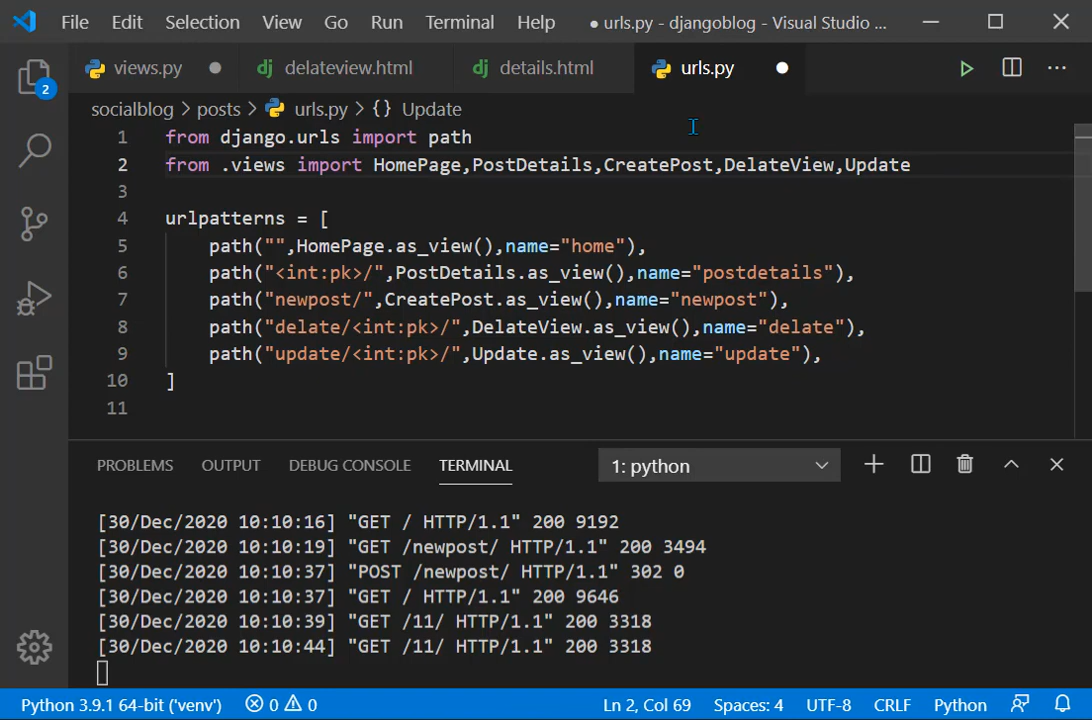 File Edit Selection View Go Run Terminal Help ● urls.py - djangoblog - Visual Studio ...
views.py ● delateview.html details.html urls.py ●
2
socialblog > posts > urls.py > {} Update
1 from django.urls import path
2 from .views import HomePage,PostDetails,CreatePost,DelateView,Update
3
4 urlpatterns = [
5 path("",HomePage.as_view(),name="home"),
6 path("<int:pk>/",PostDetails.as_view(),name="postdetails"),
7 path("newpost/",CreatePost.as_view(),name="newpost"),
8 path("delate/<int:pk>/",DelateView.as_view(),name="delate"),
9 path("update/<int:pk>/",Update.as_view(),name="update"),
10 ]
11
PROBLEMS OUTPUT DEBUG CONSOLE TERMINAL 1: python
[30/Dec/2020 10:10:16] "GET / HTTP/1.1" 200 9192
[30/Dec/2020 10:10:19] "GET /newpost/ HTTP/1.1" 200 3494
[30/Dec/2020 10:10:37] "POST /newpost/ HTTP/1.1" 302 0
[30/Dec/2020 10:10:37] "GET / HTTP/1.1" 200 9646
[30/Dec/2020 10:10:39] "GET /11/ HTTP/1.1" 200 3318
[30/Dec/2020 10:10:44] "GET /11/ HTTP/1.1" 200 3318
Python 3.9.1 64-bit ('venv') 0 0 Ln 2, Col 69 Spaces: 4 UTF-8 CRLF Python